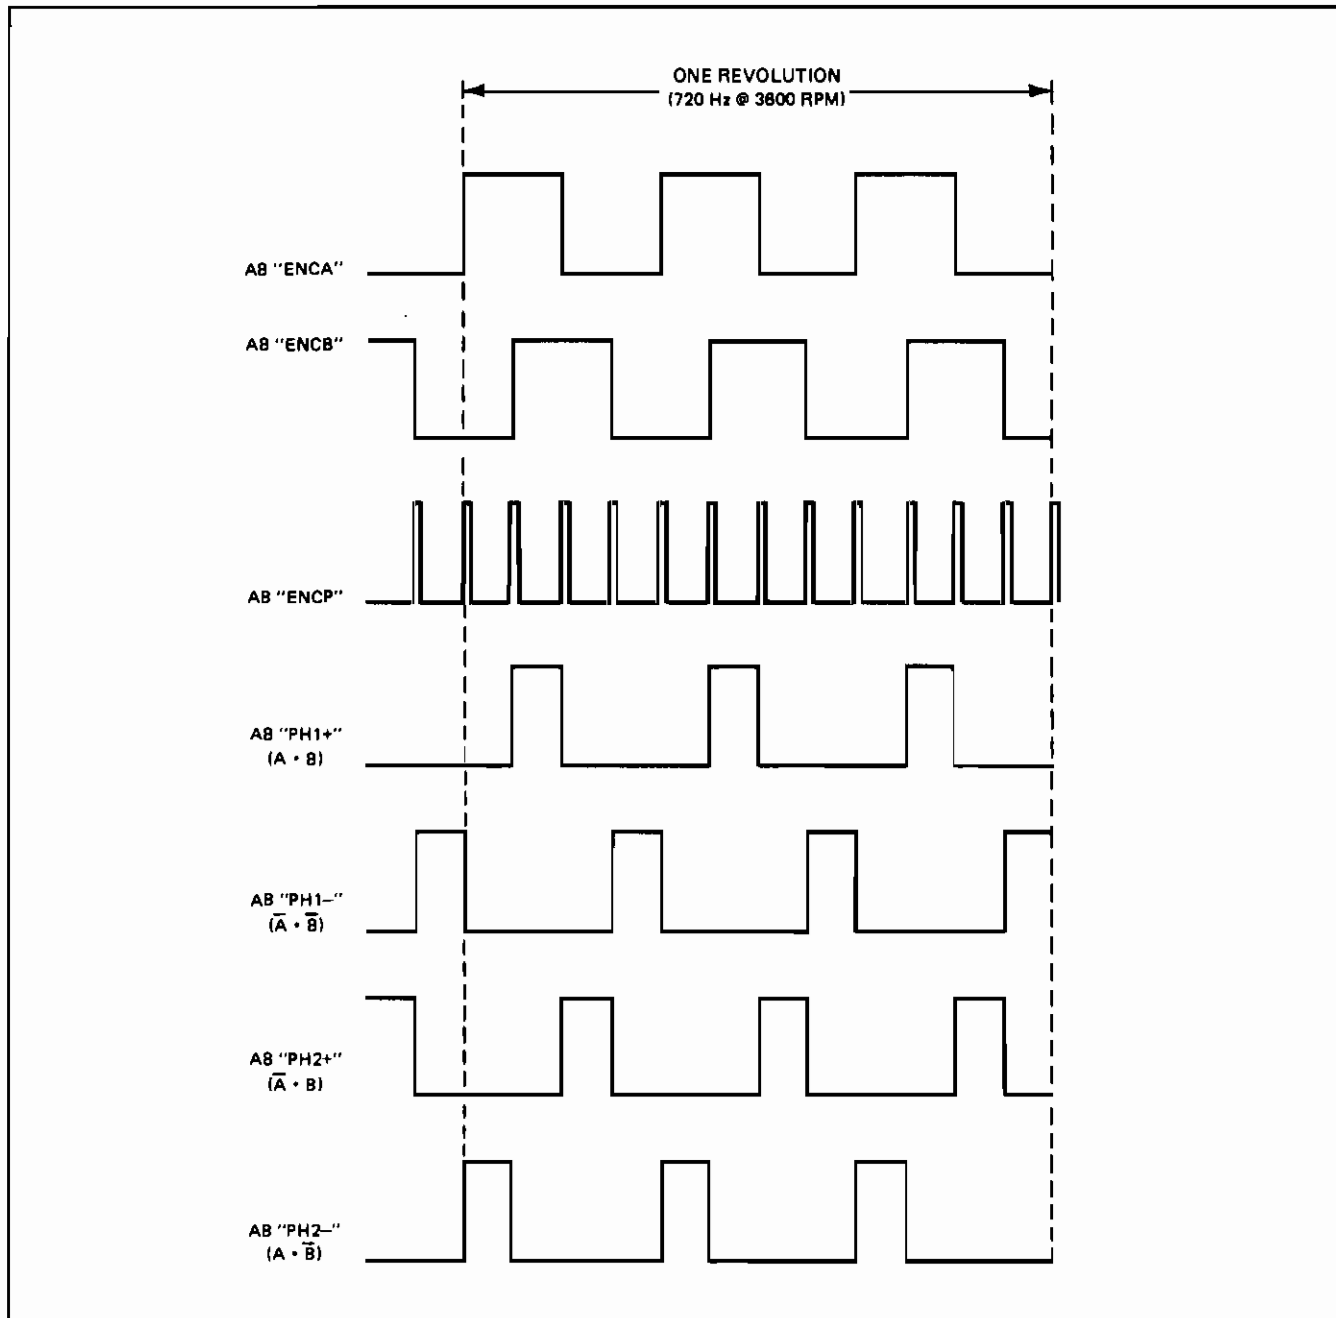 ONE REVOLUTION
(720 Hz @ 3600 RPM)
A8 "ENCA"
A8 "ENCB"
A8 "ENCP"
A8 "PH1+"
(A • B)
A8 "PH1–"
(A̅ • B̅)
A8 "PH2+"
(A̅ • B)
A8 "PH2–"
(A • B̅)